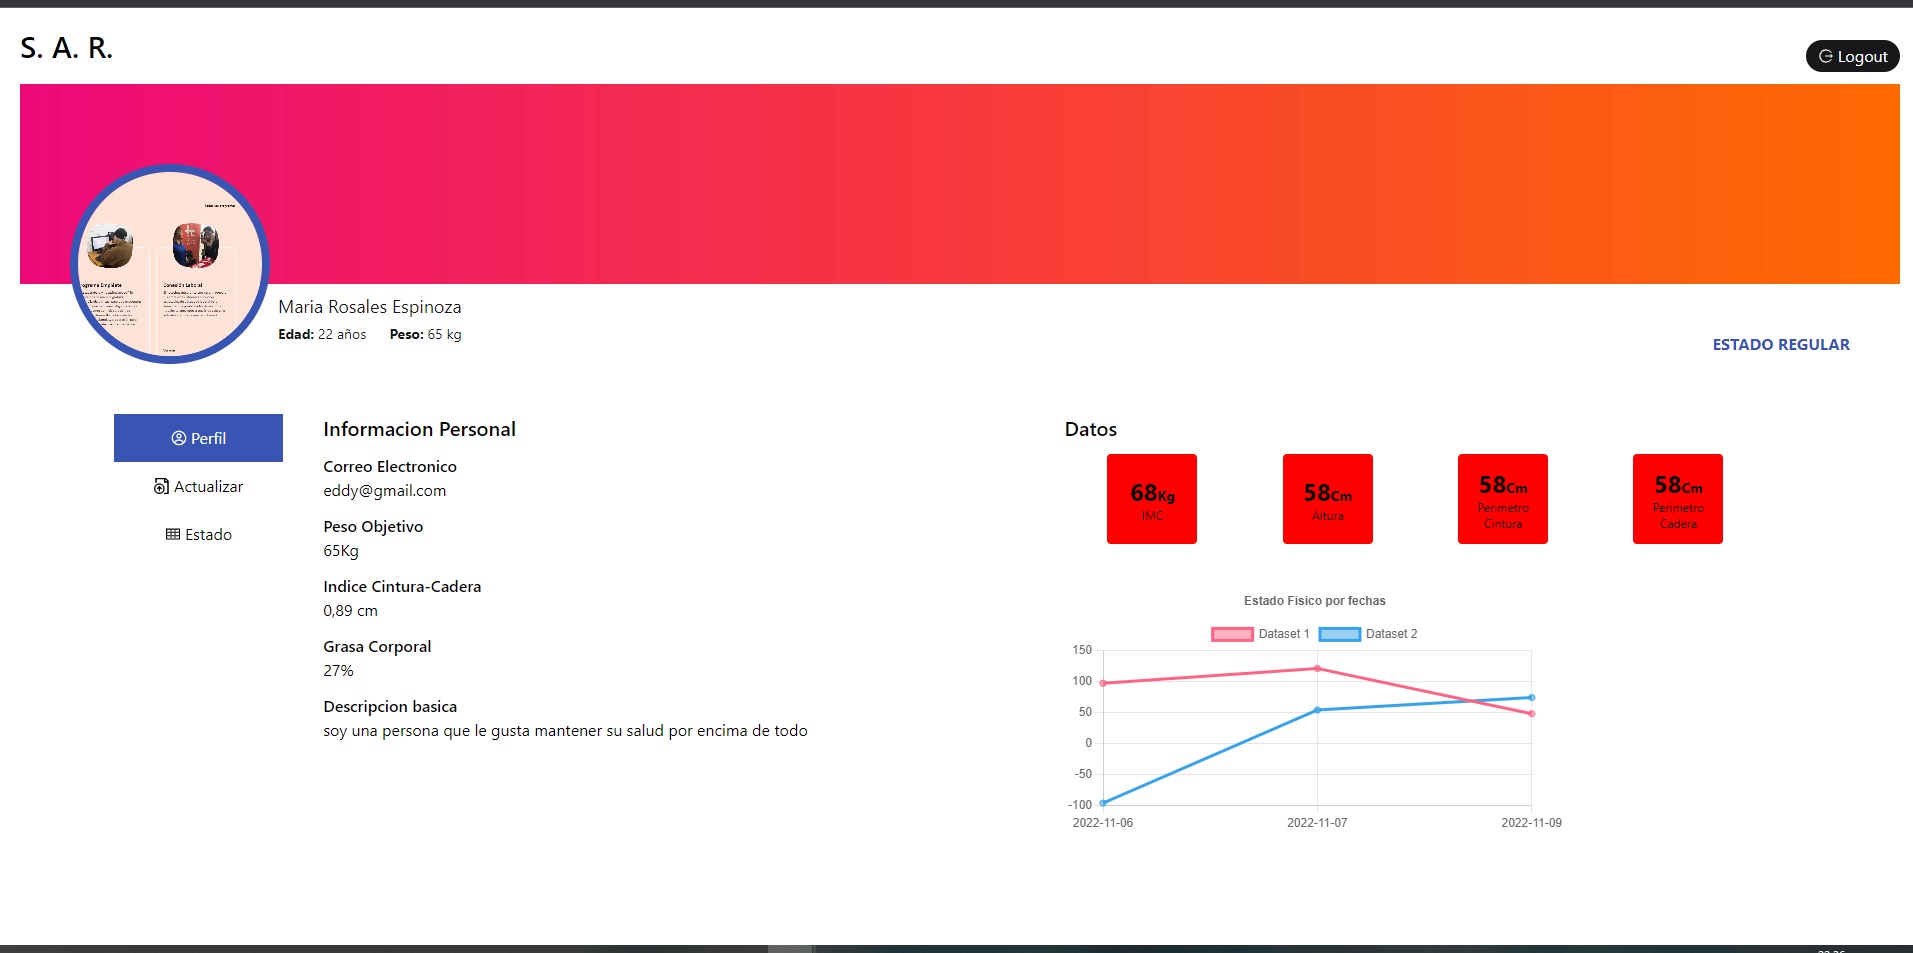 S. A. R.
Logout
Conexión Laboral
Maria Rosales Espinoza
Edad: 22 años Peso: 65 kg
ESTADO REGULAR
Perfil
Actualizar
Estado
Informacion Personal
Correo Electronico
eddy@gmail.com
Peso Objetivo
65Kg
Indice Cintura-Cadera
0,89 cm
Grasa Corporal
27%
Descripcion basica
soy una persona que le gusta mantener su salud por encima de todo
Datos
68Kg
IMC
58Cm
Altura
58Cm
Perimetro
Cintura
58Cm
Perimetro
Cadera
Estado Fisico por fechas
Dataset 1 Dataset 2
150
100
50
0
-50
-100
2022-11-06 2022-11-07 2022-11-09